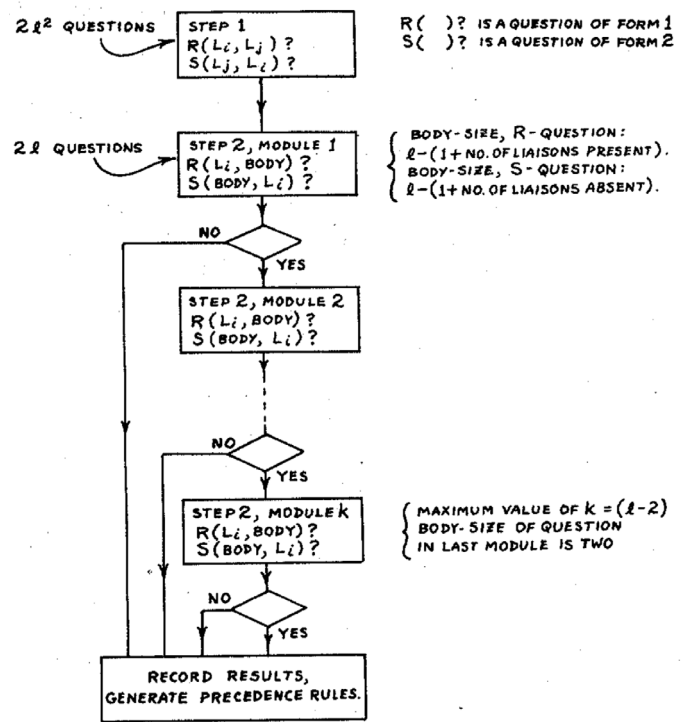 2ℓ² QUESTIONS
STEP 1
R(Li, Lj) ?
S(Lj, Li) ?
R( )? IS A QUESTION OF FORM 1
S( )? IS A QUESTION OF FORM 2
2ℓ QUESTIONS
STEP 2, MODULE 1
R(Li, BODY) ?
S(BODY, Li) ?
BODY-SIZE, R-QUESTION:
ℓ-(1+NO. OF LIAISONS PRESENT).
BODY-SIZE, S-QUESTION:
ℓ-(1+NO. OF LIAISONS ABSENT).
NO
YES
STEP 2, MODULE 2
R(Li, BODY) ?
S(BODY, Li) ?
NO
YES
STEP 2, MODULE k
R(Li, BODY) ?
S(BODY, Li) ?
MAXIMUM VALUE OF k = (ℓ-2)
BODY-SIZE OF QUESTION
IN LAST MODULE IS TWO
NO
YES
RECORD RESULTS,
GENERATE PRECEDENCE RULES.